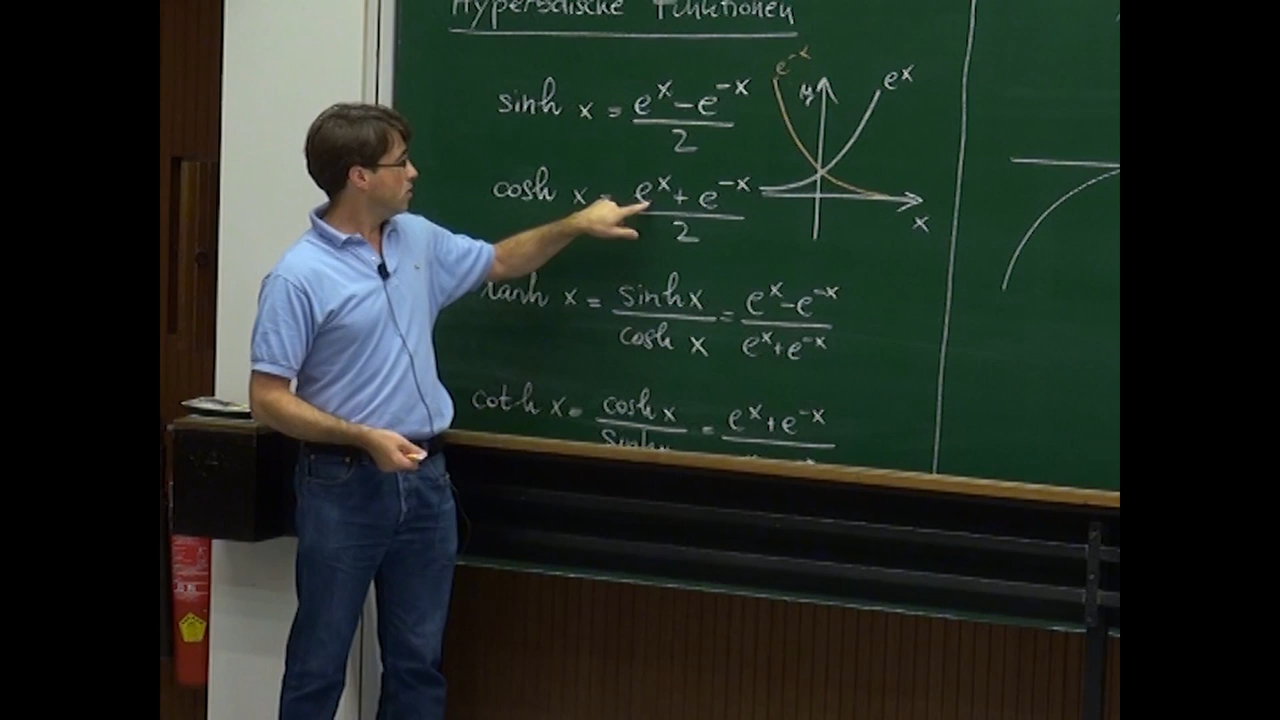 Hyperbolische Funktionen
sinh x = (e^x - e^-x) / 2
cosh x = (e^x + e^-x) / 2
tanh x = sinh x / cosh x = (e^x - e^-x) / (e^x + e^-x)
coth x = cosh x / sinh x = e^x + e^-x
e^-x
y
e^x
x